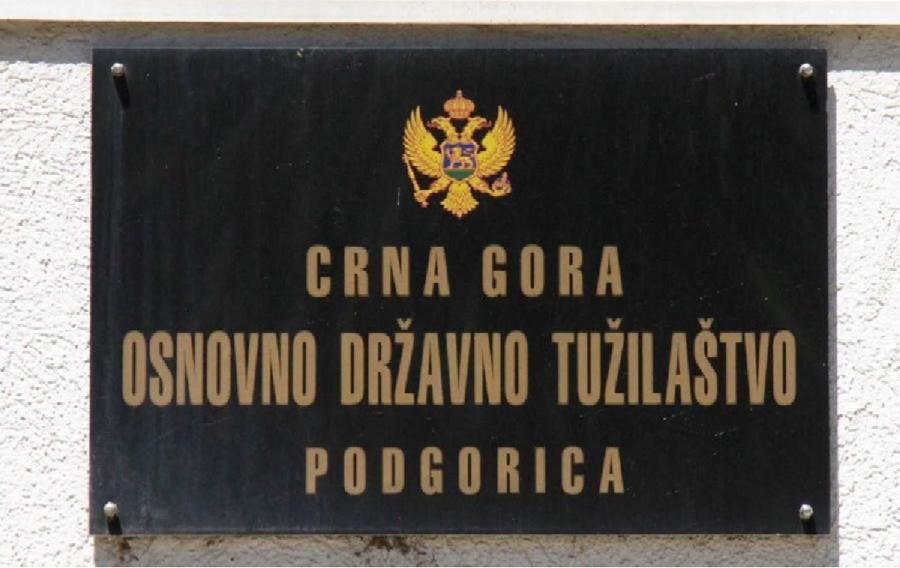 CRNA GORA
OSNOVNO DRŽAVNO TUŽILAŠTVO
PODGORICA